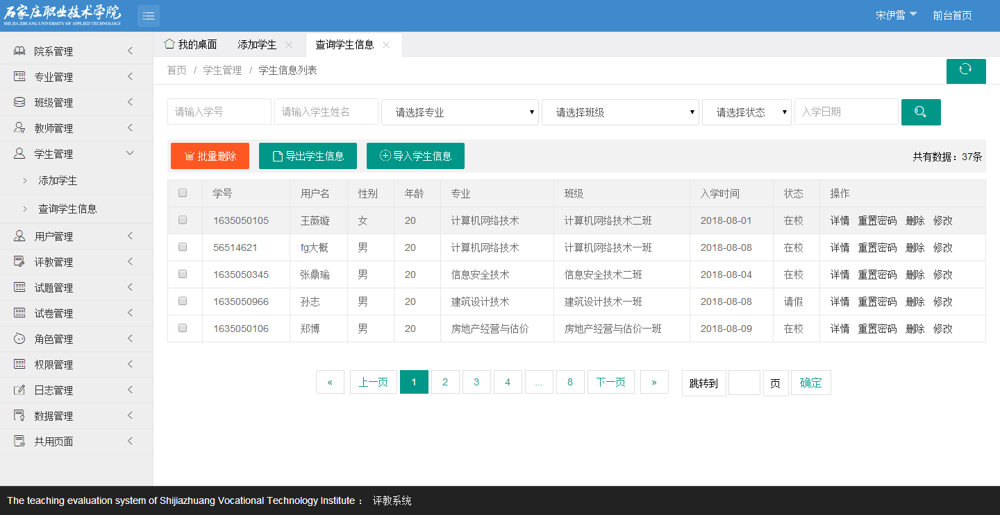 石家庄职业技术学院
SHI JIA ZHUANG UNIVERSITY OF APPLIED TECHNOLOGY
宋伊雪 前台首页
院系管理
专业管理
班级管理
教师管理
学生管理
添加学生
查询学生信息
用户管理
评教管理
试题管理
试卷管理
角色管理
权限管理
日志管理
数据管理
共用页面
我的桌面 添加学生 查询学生信息
首页 / 学生管理 / 学生信息列表
请输入学号 请输入学生姓名 请选择专业 请选择班级 请选择状态 入学日期
批量删除 导出学生信息 导入学生信息 共有数据：37条
学号 用户名 性别 年龄 专业 班级 入学时间 状态 操作
1635050105 王薇璇 女 20 计算机网络技术 计算机网络技术二班 2018-08-01 在校 详情 重置密码 删除 修改
56514621 fg大概 男 20 计算机网络技术 计算机网络技术一班 2018-08-08 在校 详情 重置密码 删除 修改
1635050345 张鼎瑜 男 20 信息安全技术 信息安全技术二班 2018-08-04 在校 详情 重置密码 删除 修改
1635050966 孙志 男 20 建筑设计技术 建筑设计技术一班 2018-08-08 请假 详情 重置密码 删除 修改
1635050106 郑博 男 20 房地产经营与估价 房地产经营与估价一班 2018-08-09 在校 详情 重置密码 删除 修改
« 上一页 1 2 3 4 ... 8 下一页 » 跳转到 页 确定
The teaching evaluation system of Shijiazhuang Vocational Technology Institute ： 评教系统